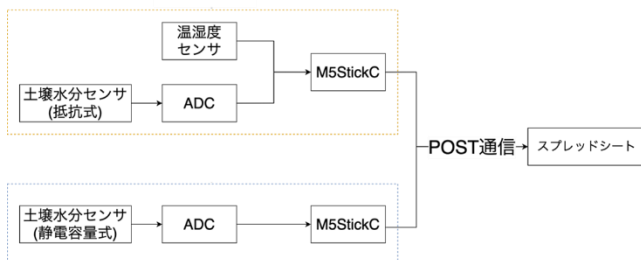 温湿度
センサ
M5StickC
土壌水分センサ
(抵抗式)
ADC
POST通信
スプレッドシート
土壌水分センサ
(静電容量式)
ADC
M5StickC